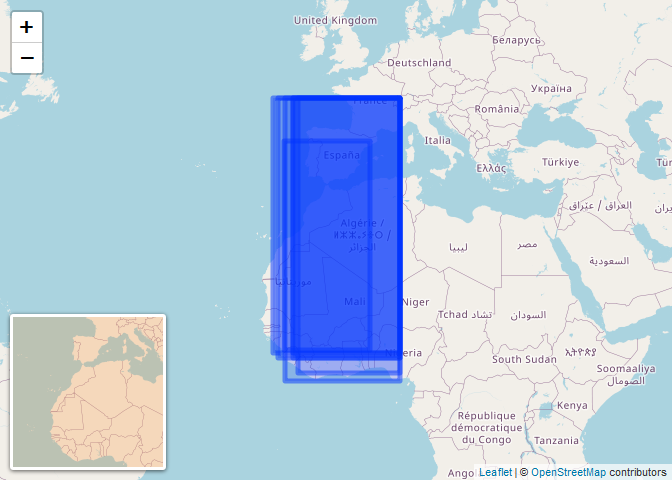 +
−
United Kingdom
Беларусь
Deutschland
Україна
France
România
Italia
España
Ελλάς
Türkiye
Algérie /
العراق / عێراق
ليبيا
مصر
الجزائر
السعودية
موريتانيا
Mali
Niger
Tchad تشاد
السودان
Nigeria
South Sudan
ኢትዮጵያ
Soomaaliya
الصومال
Kenya
République
démocratique
du Congo
Tanzania
Leaflet | © OpenStreetMap contributors